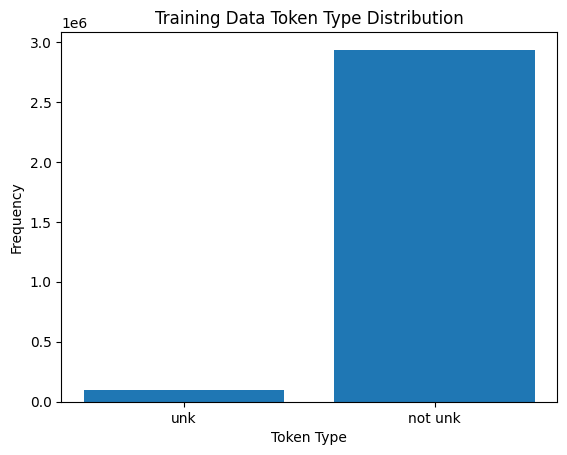 Training Data Token Type Distribution
1e6
3.0
2.5
2.0
1.5
1.0
0.5
0.0
Frequency
unk
not unk
Token Type